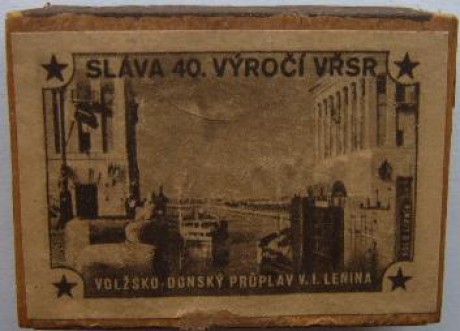 SLÁVA 40. VÝROČÍ VŘSR
VOLŽSKO-DONSKÝ PRŮPLAV V. I. LENINA